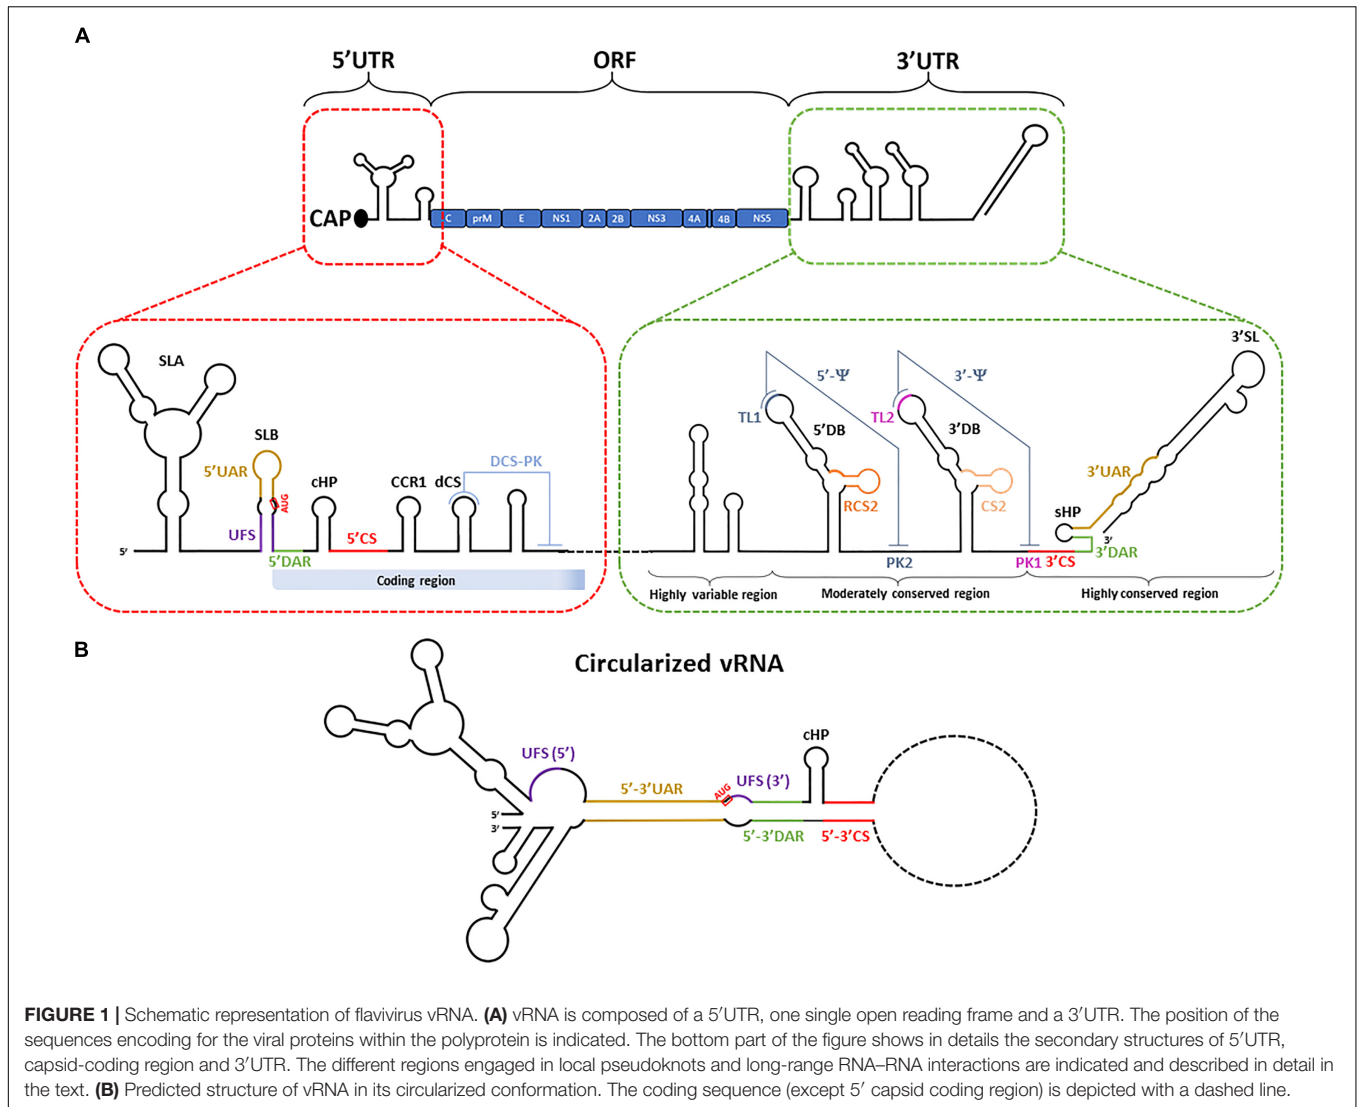 A
5′UTR ORF 3′UTR
CAP C prM E NS1 2A 2B NS3 4A 4B NS5
SLA
SLB
5′UAR
AUG
UFS
5′DAR
cHP
5′CS
CCR1 dCS
DCS-PK
5′
Coding region
5′-Ψ
TL1
5′DB
RCS2
PK2
3′-Ψ
TL2
3′DB
CS2
PK1 3′CS
3′SL
3′UAR
sHP
3′
3′DAR
Highly variable region Moderately conserved region Highly conserved region
B
Circularized vRNA
UFS (5′)
5′-3′UAR
AUG
UFS (3′)
cHP
5′
3′
5′-3′DAR 5′-3′CS
FIGURE 1 | Schematic representation of flavivirus vRNA. (A) vRNA is composed of a 5′UTR, one single open reading frame and a 3′UTR. The position of the
sequences encoding for the viral proteins within the polyprotein is indicated. The bottom part of the figure shows in details the secondary structures of 5′UTR,
capsid-coding region and 3′UTR. The different regions engaged in local pseudoknots and long-range RNA–RNA interactions are indicated and described in detail in
the text. (B) Predicted structure of vRNA in its circularized conformation. The coding sequence (except 5′ capsid coding region) is depicted with a dashed line.